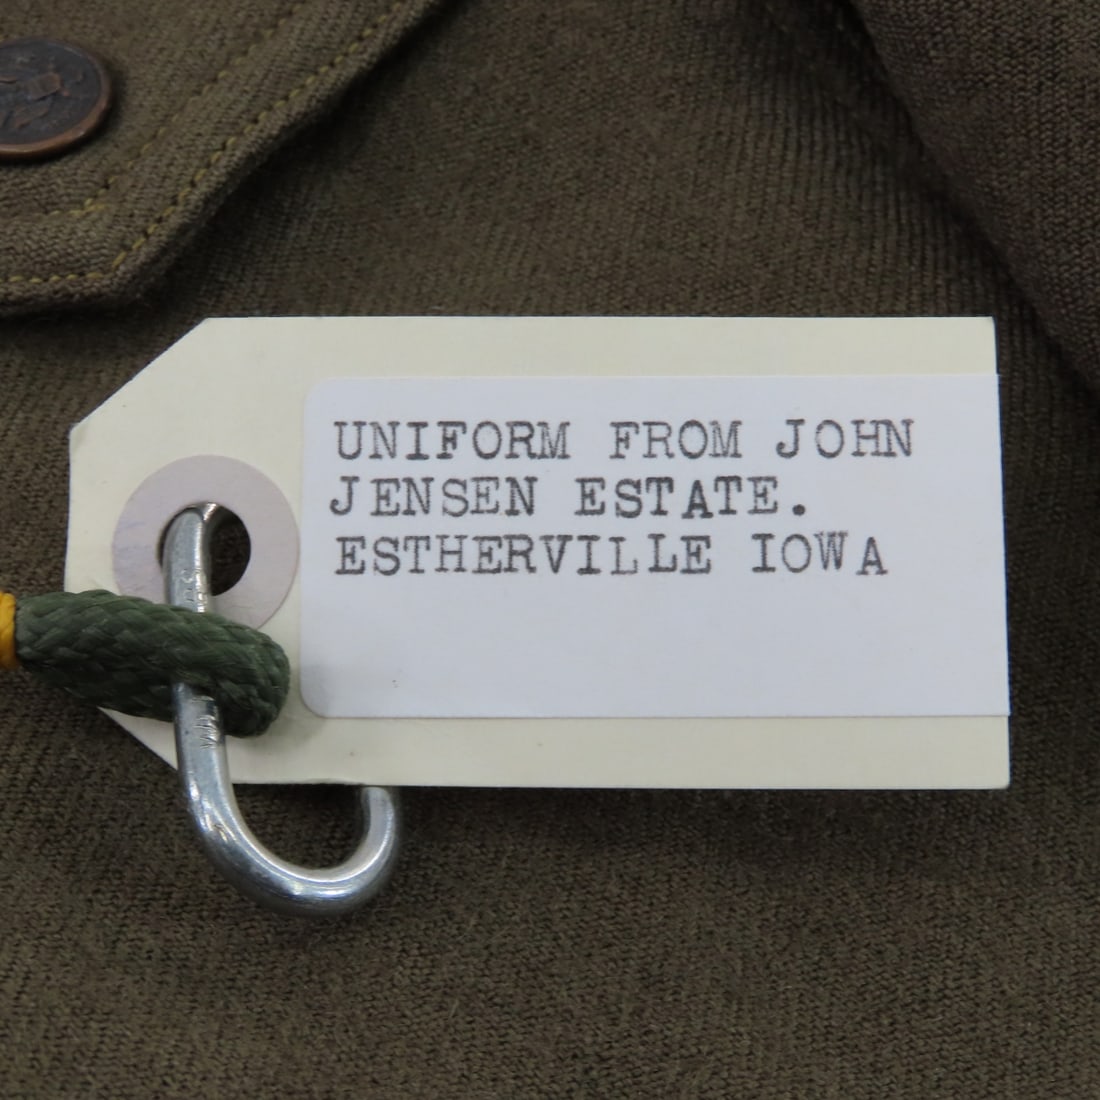 UNIFORM FROM JOHN
JENSEN ESTATE.
ESTHERVILLE IOWA